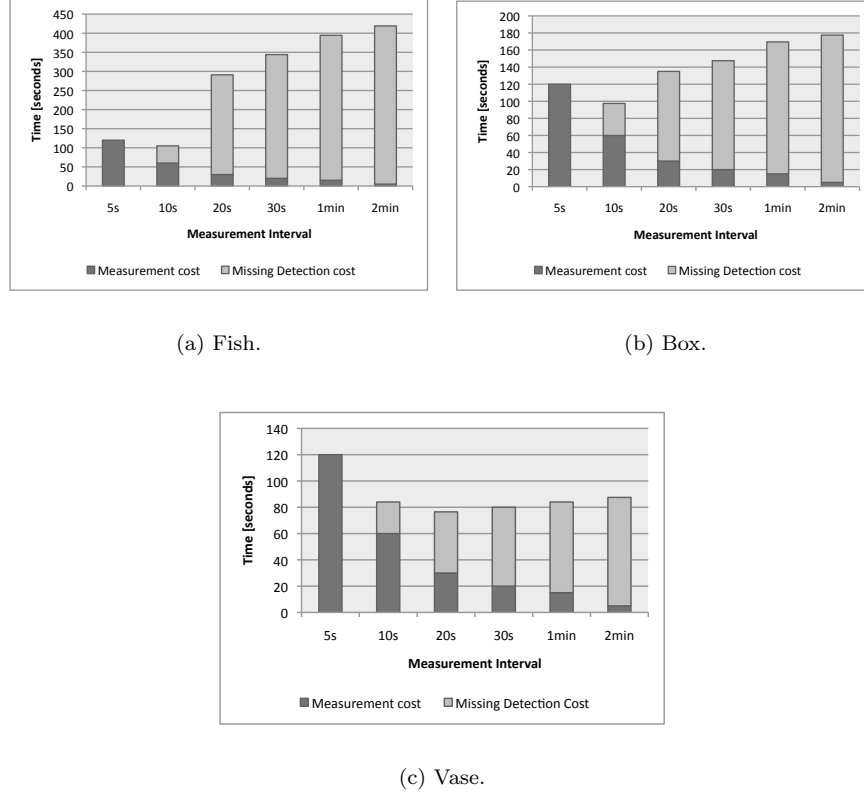 450
400
350
300
250
200
150
100
50
0
Time [seconds]
5s 10s 20s 30s 1min 2min
Measurement Interval
Measurement cost Missing Detection cost
(a) Fish.
200
180
160
140
120
100
80
60
40
20
0
Time [seconds]
5s 10s 20s 30s 1min 2min
Measurement Interval
Measurement cost Missing Detection cost
(b) Box.
140
120
100
80
60
40
20
0
Time [seconds]
5s 10s 20s 30s 1min 2min
Measurement Interval
Measurement cost Missing Detection Cost
(c) Vase.